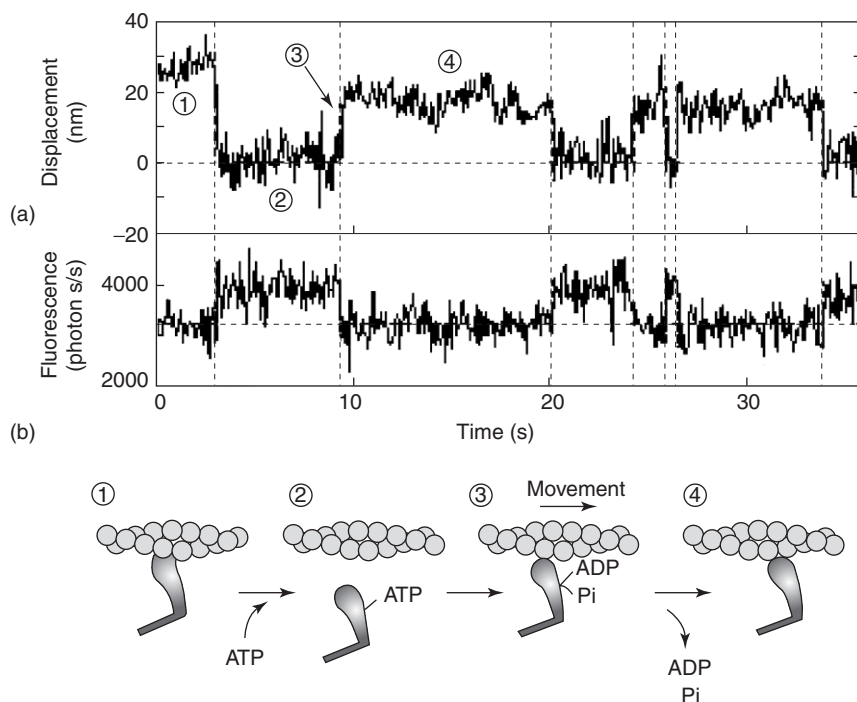 40
20
0
−20
Displacement
(nm)
①
②
③
④
(a)
4000
2000
Fluorescence
(photon s/s)
0
10
20
30
Time (s)
(b)
①
②
③
Movement
④
ATP
ATP
ADP
Pi
ADP
Pi